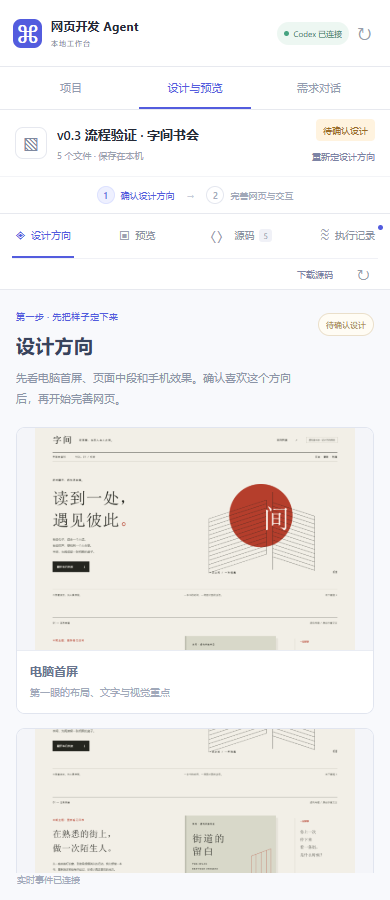 网页开发 Agent
本地工作台
Codex 已连接
项目
设计与预览
需求对话
v0.3 流程验证 · 字间书会
5 个文件 · 保存在本机
待确认设计
重新定设计方向
1 确认设计方向 → 2 完善网页与交互
设计方向
预览
源码 S
执行记录
下载源码
第一步 · 先把样子定下来
设计方向
待确认设计
先看电脑首屏、页面中段和手机效果。确认喜欢这个方向
后，再开始完善网页。
字间
读到一处，
遇见彼此。
间
电脑首屏
第一眼的布局、文字与视觉重点
在熟悉的街上，
做一次陌生人。
街道的
留白
实时事件已连接